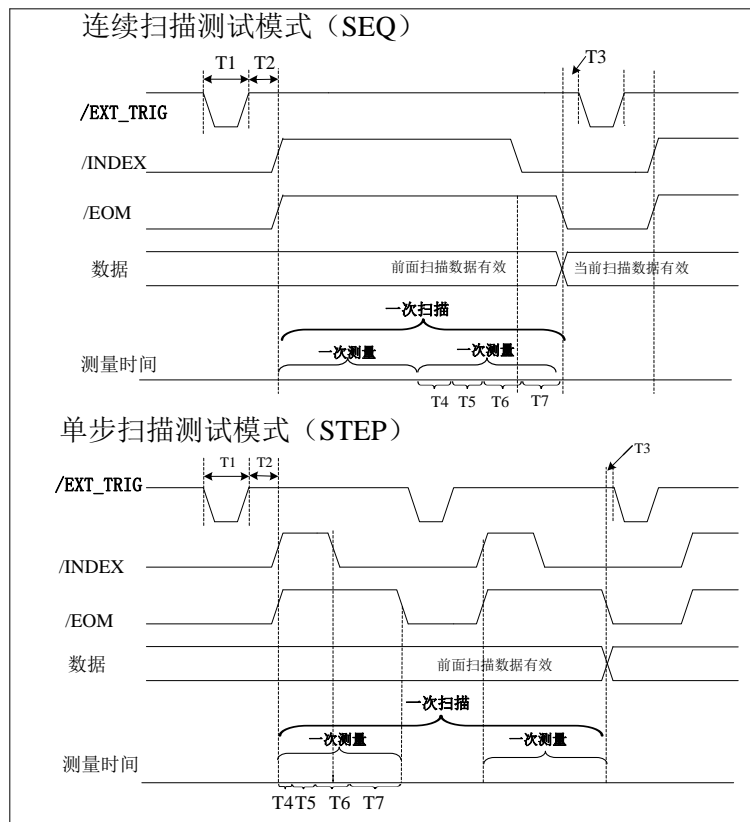 连续扫描测试模式（SEQ）
T1 T2 T3
/EXT_TRIG
/INDEX
/EOM
数据 前面扫描数据有效 当前扫描数据有效
一次扫描
一次测量 一次测量
测量时间
T4 T5 T6 T7
单步扫描测试模式（STEP）
T1 T2 T3
/EXT_TRIG
/INDEX
/EOM
数据 前面扫描数据有效
一次扫描
一次测量 一次测量
测量时间
T4 T5 T6 T7